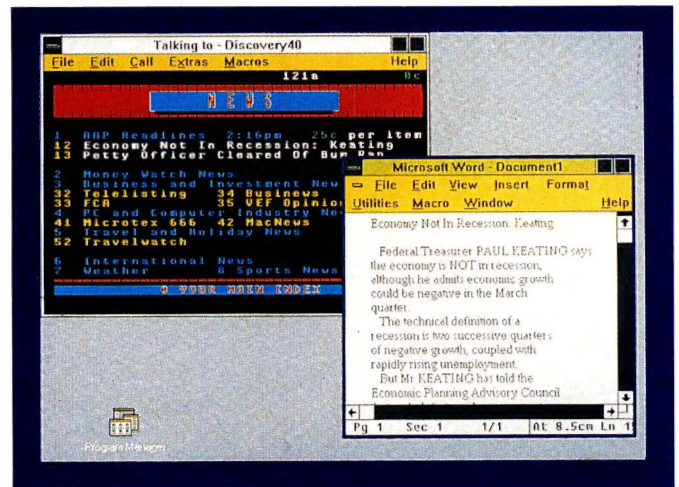 Talking to - Discovery40
File Edit Call Extras Macros Help
121a 0c
NEWS
1 AAP Headlines 2:16pm 25c per item
12 Economy Not In Recession: Keating
13 Petty Officer Cleared Of Bum Rap
2 Money Watch News
3 Business and Investment New
32 Telelisting 34 Businews
33 FCA 35 VEF Opinio
4 PC and Computer Industry Ne
41 Microtex 666 42 MacNews
5 Travel and Holiday News
52 Travelwatch
6 International News
7 Weather 8 Sports News
0 YOUR MAIN INDEX
Microsoft Word - Document1
File Edit View Insert Format
Utilities Macro Window Help
Economy Not In Recession: Keating
Federal Treasurer PAUL KEATING says
the economy is NOT in recession,
although he admits economic growth
could be negative in the March
quarter.
The technical definition of a
recession is two successive quarters
of negative growth, coupled with
rapidly rising unemployment.
But Mr KEATING has told the
Economic Planning Advisory Council
Pg 1 Sec 1 1/1 At 8.5cm Ln 1
Program Manager